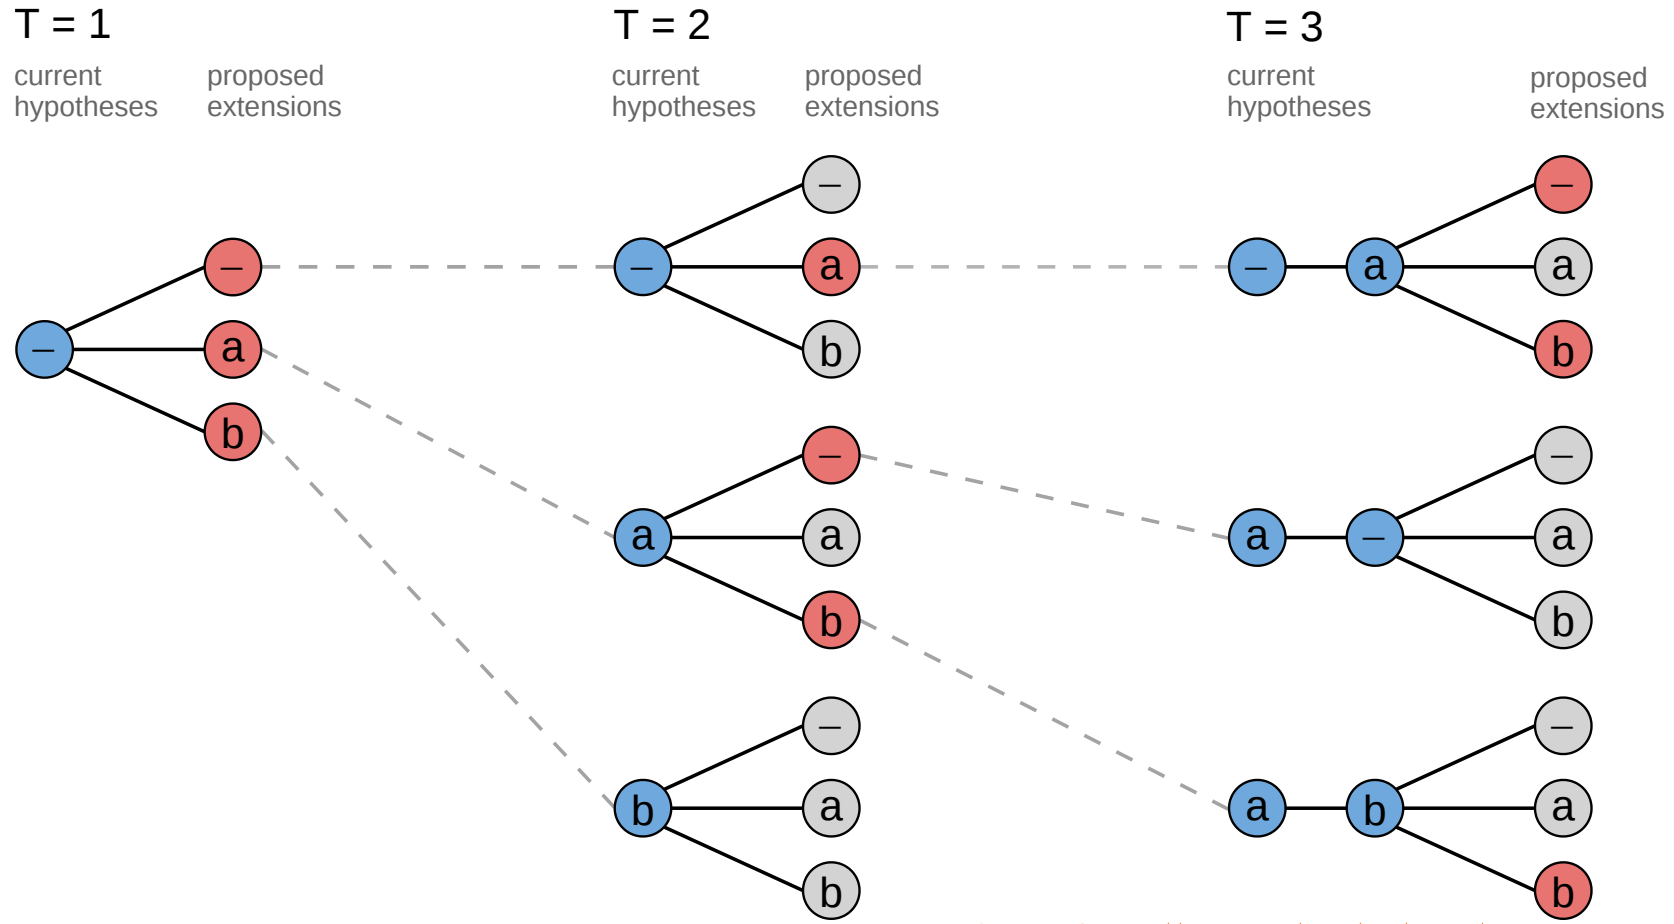 T = 1
T = 2
T = 3
current hypotheses
proposed extensions
current hypotheses
proposed extensions
current hypotheses
proposed extensions
–
–
a
b
–
–
a
b
a
–
a
b
b
–
a
b
–
a
–
a
b
a
–
–
a
b
a
b
–
a
b